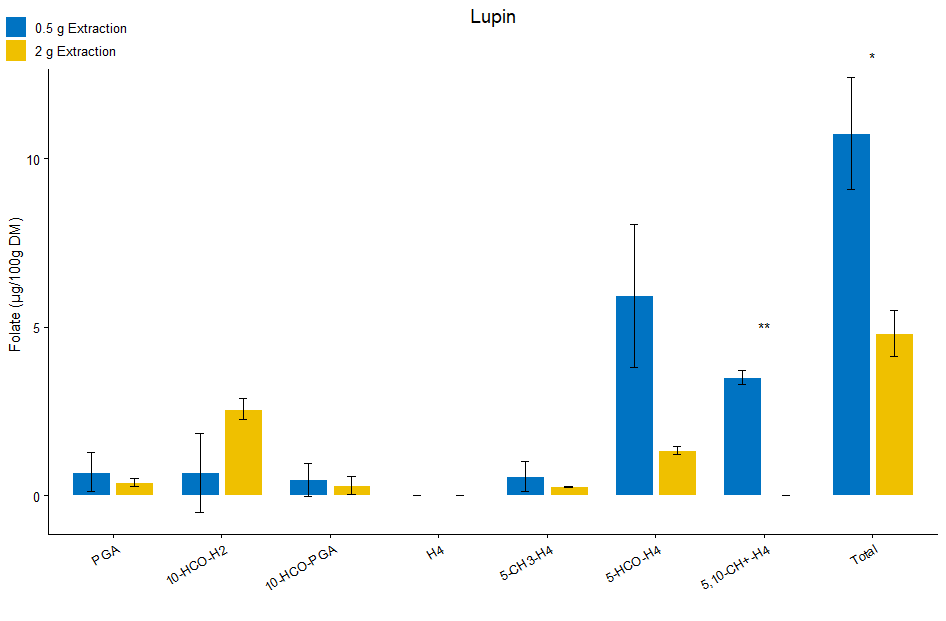 Lupin
0.5 g Extraction
2 g Extraction
*
10
Folate (µg/100g DM)
5
**
0
PGA
10-HCO-H2
10-HCO-PGA
H4
5-CH3-H4
5-HCO-H4
5,10-CH+-H4
Total